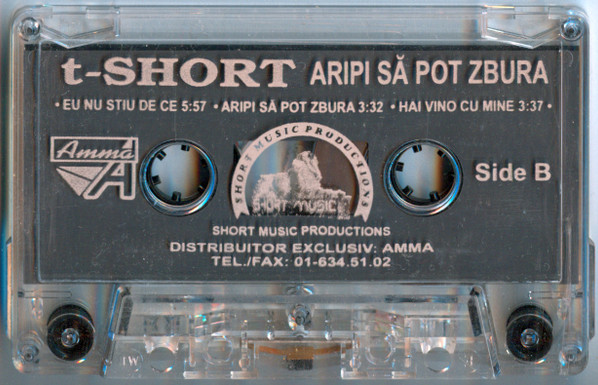 t-SHORT ARIPI SĂ POT ZBURA
• EU NU STIU DE CE 5:57 • ARIPI SĂ POT ZBURA 3:32 • HAI VINO CU MINE 3:37 •
Amma
A
SHORT MUSIC PRODUCTIONS
SHORT MUSIC
Side B
SHORT MUSIC PRODUCTIONS
DISTRIBUITOR EXCLUSIV: AMMA
TEL./FAX: 01-634.51.02